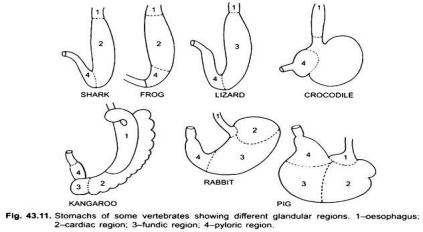 1 1 1 1
2 2 3
4 4 4 4
SHARK FROG LIZARD CROCODILE
1 1 2 4 1
4 4 3
3 2 3 2
KANGAROO RABBIT PIG
Fig. 43.11. Stomachs of some vertebrates showing different glandular regions. 1–oesophagus;
2–cardiac region; 3–fundic region; 4–pyloric region.